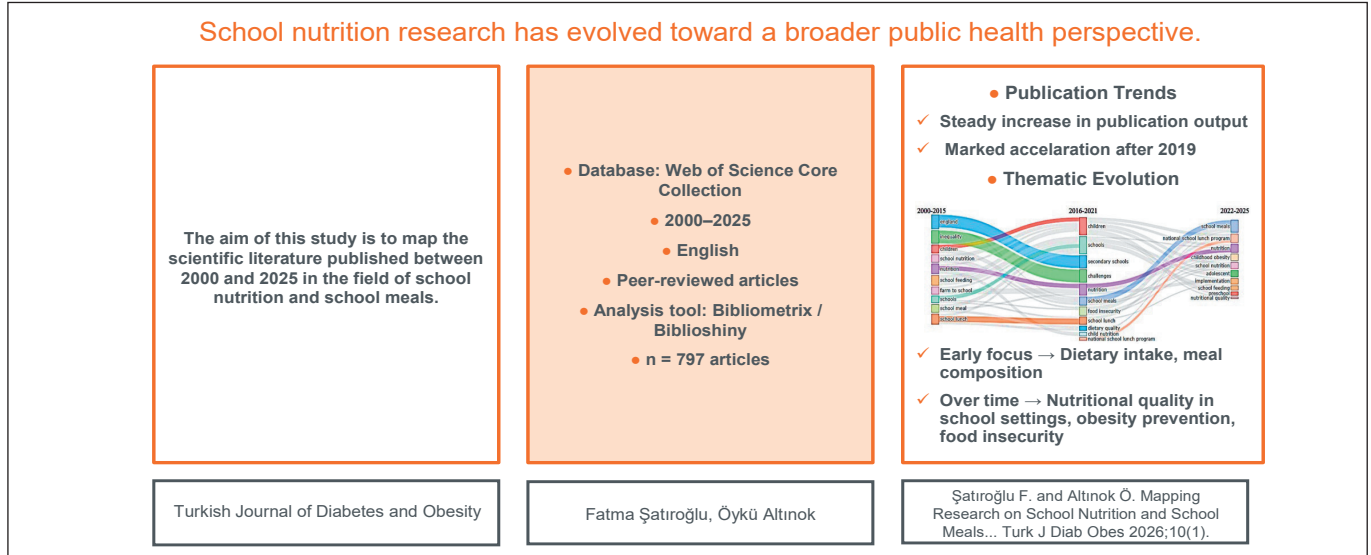 School nutrition research has evolved toward a broader public health perspective.
The aim of this study is to map the
scientific literature published between
2000 and 2025 in the field of school
nutrition and school meals.
● Database: Web of Science Core
Collection
● 2000–2025
● English
● Peer-reviewed articles
● Analysis tool: Bibliometrix /
Biblioshiny
● n = 797 articles
● Publication Trends
✓ Steady increase in publication output
✓ Marked accelaration after 2019
● Thematic Evolution
2000-2015
england
inequality
children
school nutrition
nutrition
school feeding
farm to school
schools
school meal
school lunch
2016-2021
children
schools
secondary schools
challenges
nutrition
school meals
food insecurity
school lunch
dietary quality
child nutrition
national school lunch program
2022-2025
school meals
national school lunch program
nutrition
childhood obesity
school nutrition
adolescent
implementation
school feeding
preschool
nutritional quality
✓ Early focus → Dietary intake, meal
composition
✓ Over time → Nutritional quality in
school settings, obesity prevention,
food insecurity
Turkish Journal of Diabetes and Obesity
Fatma Şatıroğlu, Öykü Altınok
Şatıroğlu F. and Altınok Ö. Mapping
Research on School Nutrition and School
Meals... Turk J Diab Obes 2026;10(1).